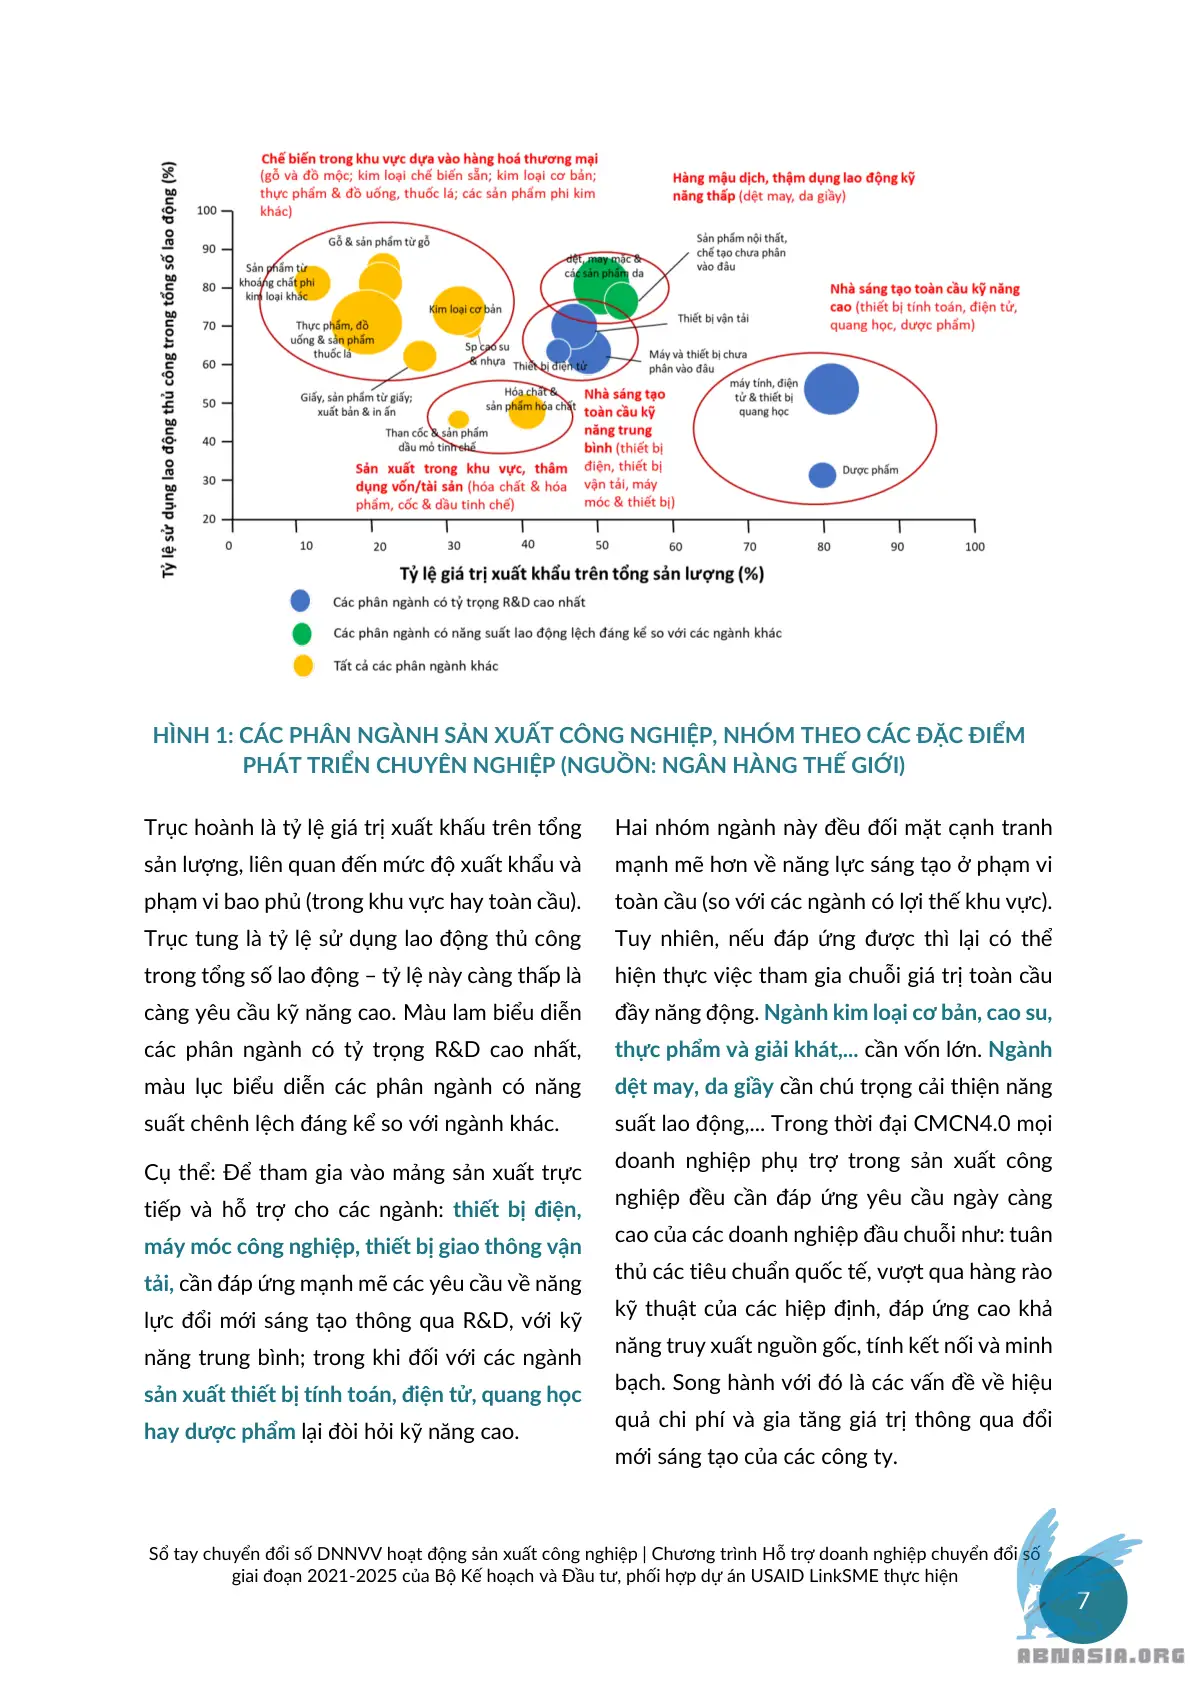 Chế biến trong khu vực dựa vào hàng hoá thương mại
(gỗ và đồ mộc; kim loại chế biến sẵn; kim loại cơ bản;
thực phẩm & đồ uống, thuốc lá; các sản phẩm phi kim
khác)
Hàng mậu dịch, thậm dụng lao động kỹ
năng thấp (dệt may, da giầy)
Nhà sáng tạo toàn cầu kỹ năng
cao (thiết bị tính toán, điện tử,
quang học, dược phẩm)
Tỷ lệ sử dụng lao động thủ công trong tổng số lao động (%)
100
90
80
70
60
50
40
30
20
Gỗ & sản phẩm từ gỗ
Sản phẩm từ
khoáng chất phi
kim loại khác
Thực phẩm, đồ
uống & sản phẩm
thuốc lá
Kim loại cơ bản
Sp cao su
& nhựa
Giấy, sản phẩm từ giấy;
xuất bản & in ấn
dệt, may mặc &
các sản phẩm da
Sản phẩm nội thất,
chế tạo chưa phân
vào đâu
Thiết bị vận tải
Thiết bị điện tử
Máy và thiết bị chưa
phân vào đâu
Hóa chất &
sản phẩm hóa chất
Than cốc & sản phẩm
dầu mỏ tinh chế
máy tính, điện
tử & thiết bị
quang học
Dược phẩm
Sản xuất trong khu vực, thâm
dụng vốn/tài sản (hóa chất & hóa
phẩm, cốc & dầu tinh chế)
Nhà sáng tạo
toàn cầu kỹ
năng trung
bình (thiết bị
điện, thiết bị
vận tải, máy
móc & thiết bị)
0 10 20 30 40 50 60 70 80 90 100
Tỷ lệ giá trị xuất khẩu trên tổng sản lượng (%)
Các phân ngành có tỷ trọng R&D cao nhất
Các phân ngành có năng suất lao động lệch đáng kể so với các ngành khác
Tất cả các phân ngành khác
HÌNH 1: CÁC PHÂN NGÀNH SẢN XUẤT CÔNG NGHIỆP, NHÓM THEO CÁC ĐẶC ĐIỂM
PHÁT TRIỂN CHUYÊN NGHIỆP (NGUỒN: NGÂN HÀNG THẾ GIỚI)
Trục hoành là tỷ lệ giá trị xuất khấu trên tổng
sản lượng, liên quan đến mức độ xuất khẩu và
phạm vi bao phủ (trong khu vực hay toàn cầu).
Trục tung là tỷ lệ sử dụng lao động thủ công
trong tổng số lao động – tỷ lệ này càng thấp là
càng yêu cầu kỹ năng cao. Màu lam biểu diễn
các phân ngành có tỷ trọng R&D cao nhất,
màu lục biểu diễn các phân ngành có năng
suất chênh lệch đáng kể so với ngành khác.
Cụ thể: Để tham gia vào mảng sản xuất trực
tiếp và hỗ trợ cho các ngành: thiết bị điện,
máy móc công nghiệp, thiết bị giao thông vận
tải, cần đáp ứng mạnh mẽ các yêu cầu về năng
lực đổi mới sáng tạo thông qua R&D, với kỹ
năng trung bình; trong khi đối với các ngành
sản xuất thiết bị tính toán, điện tử, quang học
hay dược phẩm lại đòi hỏi kỹ năng cao.
Hai nhóm ngành này đều đối mặt cạnh tranh
mạnh mẽ hơn về năng lực sáng tạo ở phạm vi
toàn cầu (so với các ngành có lợi thế khu vực).
Tuy nhiên, nếu đáp ứng được thì lại có thể
hiện thực việc tham gia chuỗi giá trị toàn cầu
đầy năng động. Ngành kim loại cơ bản, cao su,
thực phẩm và giải khát,... cần vốn lớn. Ngành
dệt may, da giầy cần chú trọng cải thiện năng
suất lao động,... Trong thời đại CMCN4.0 mọi
doanh nghiệp phụ trợ trong sản xuất công
nghiệp đều cần đáp ứng yêu cầu ngày càng
cao của các doanh nghiệp đầu chuỗi như: tuân
thủ các tiêu chuẩn quốc tế, vượt qua hàng rào
kỹ thuật của các hiệp định, đáp ứng cao khả
năng truy xuất nguồn gốc, tính kết nối và minh
bạch. Song hành với đó là các vấn đề về hiệu
quả chi phí và gia tăng giá trị thông qua đổi
mới sáng tạo của các công ty.
Sổ tay chuyển đổi số DNNVV hoạt động sản xuất công nghiệp | Chương trình Hỗ trợ doanh nghiệp chuyển đổi số
giai đoạn 2021-2025 của Bộ Kế hoạch và Đầu tư, phối hợp dự án USAID LinkSME thực hiện
7
ABNASIA.ORG